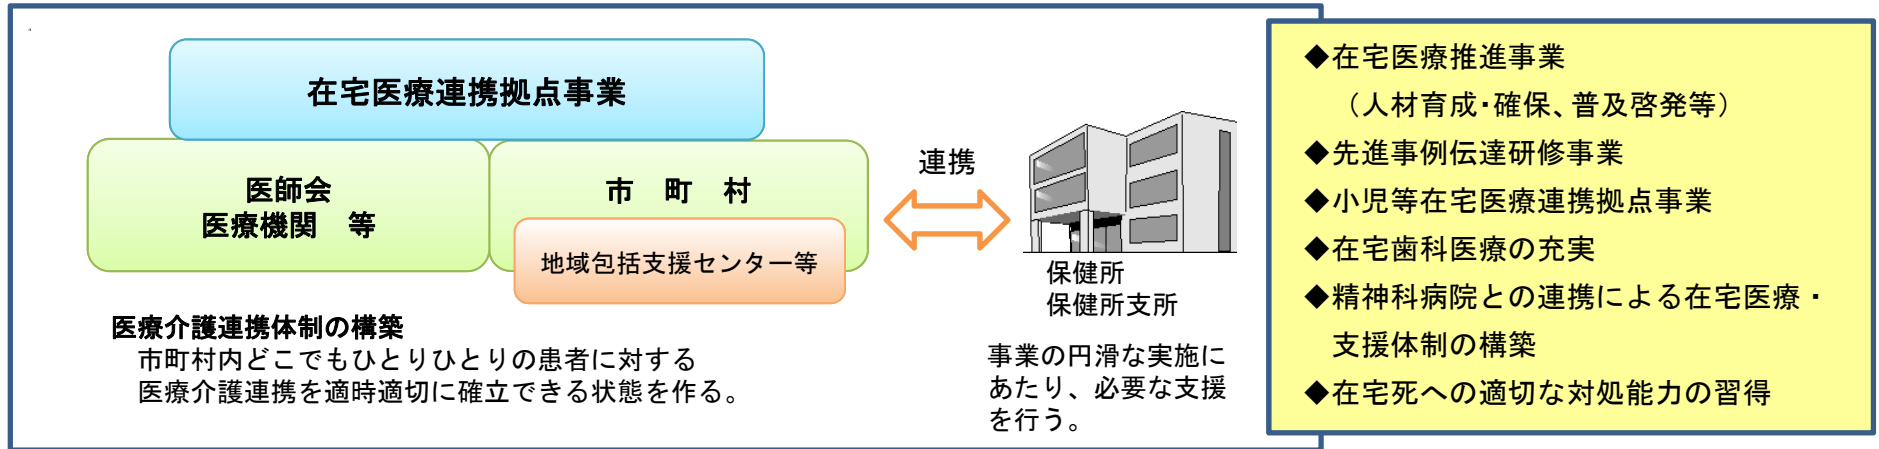 在宅医療連携拠点事業
医師会
医療機関　等
市　町　村
地域包括支援センター等
医療介護連携体制の構築
市町村内どこでもひとりひとりの患者に対する
医療介護連携を適時適切に確立できる状態を作る。
連携
保健所
保健所支所
事業の円滑な実施に
あたり、必要な支援
を行う。
◆在宅医療推進事業
（人材育成・確保、普及啓発等）
◆先進事例伝達研修事業
◆小児等在宅医療連携拠点事業
◆在宅歯科医療の充実
◆精神科病院との連携による在宅医療・
支援体制の構築
◆在宅死への適切な対処能力の習得